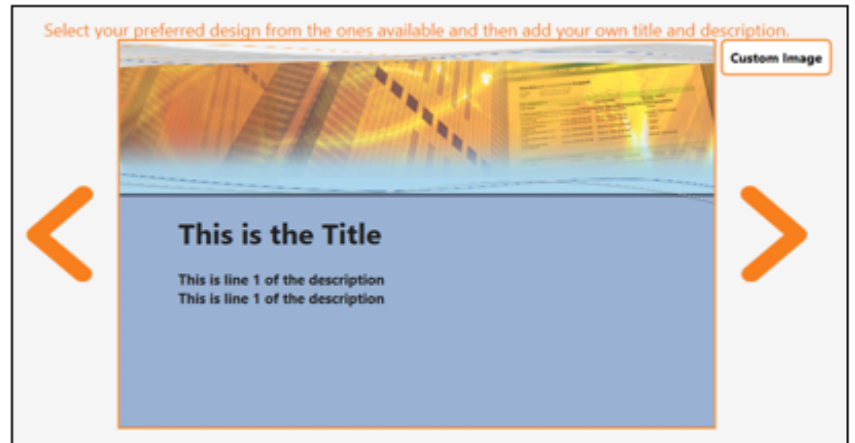 Select your preferred design from the ones available and then add your own title and description.
Custom Image
This is the Title
This is line 1 of the description
This is line 1 of the description